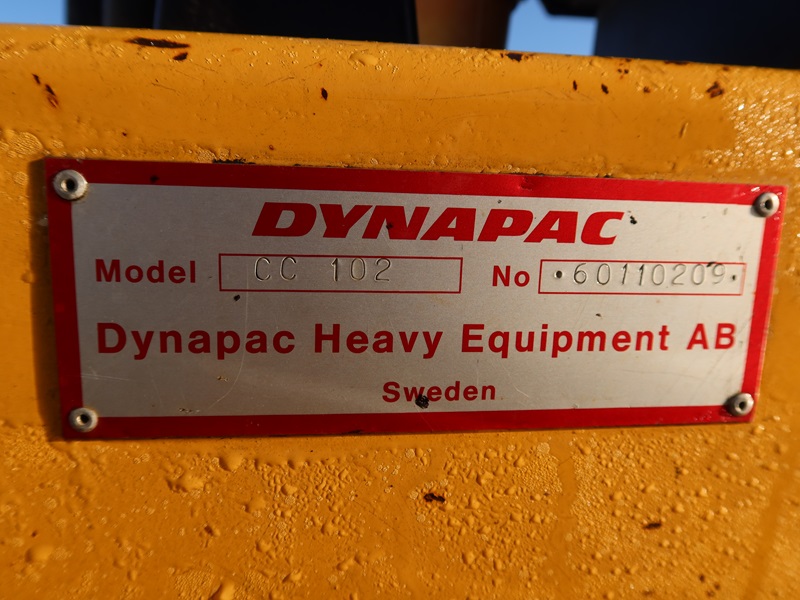 DYNAPAC
Model CC 102 No •60110209•
Dynapac Heavy Equipment AB
Sweden